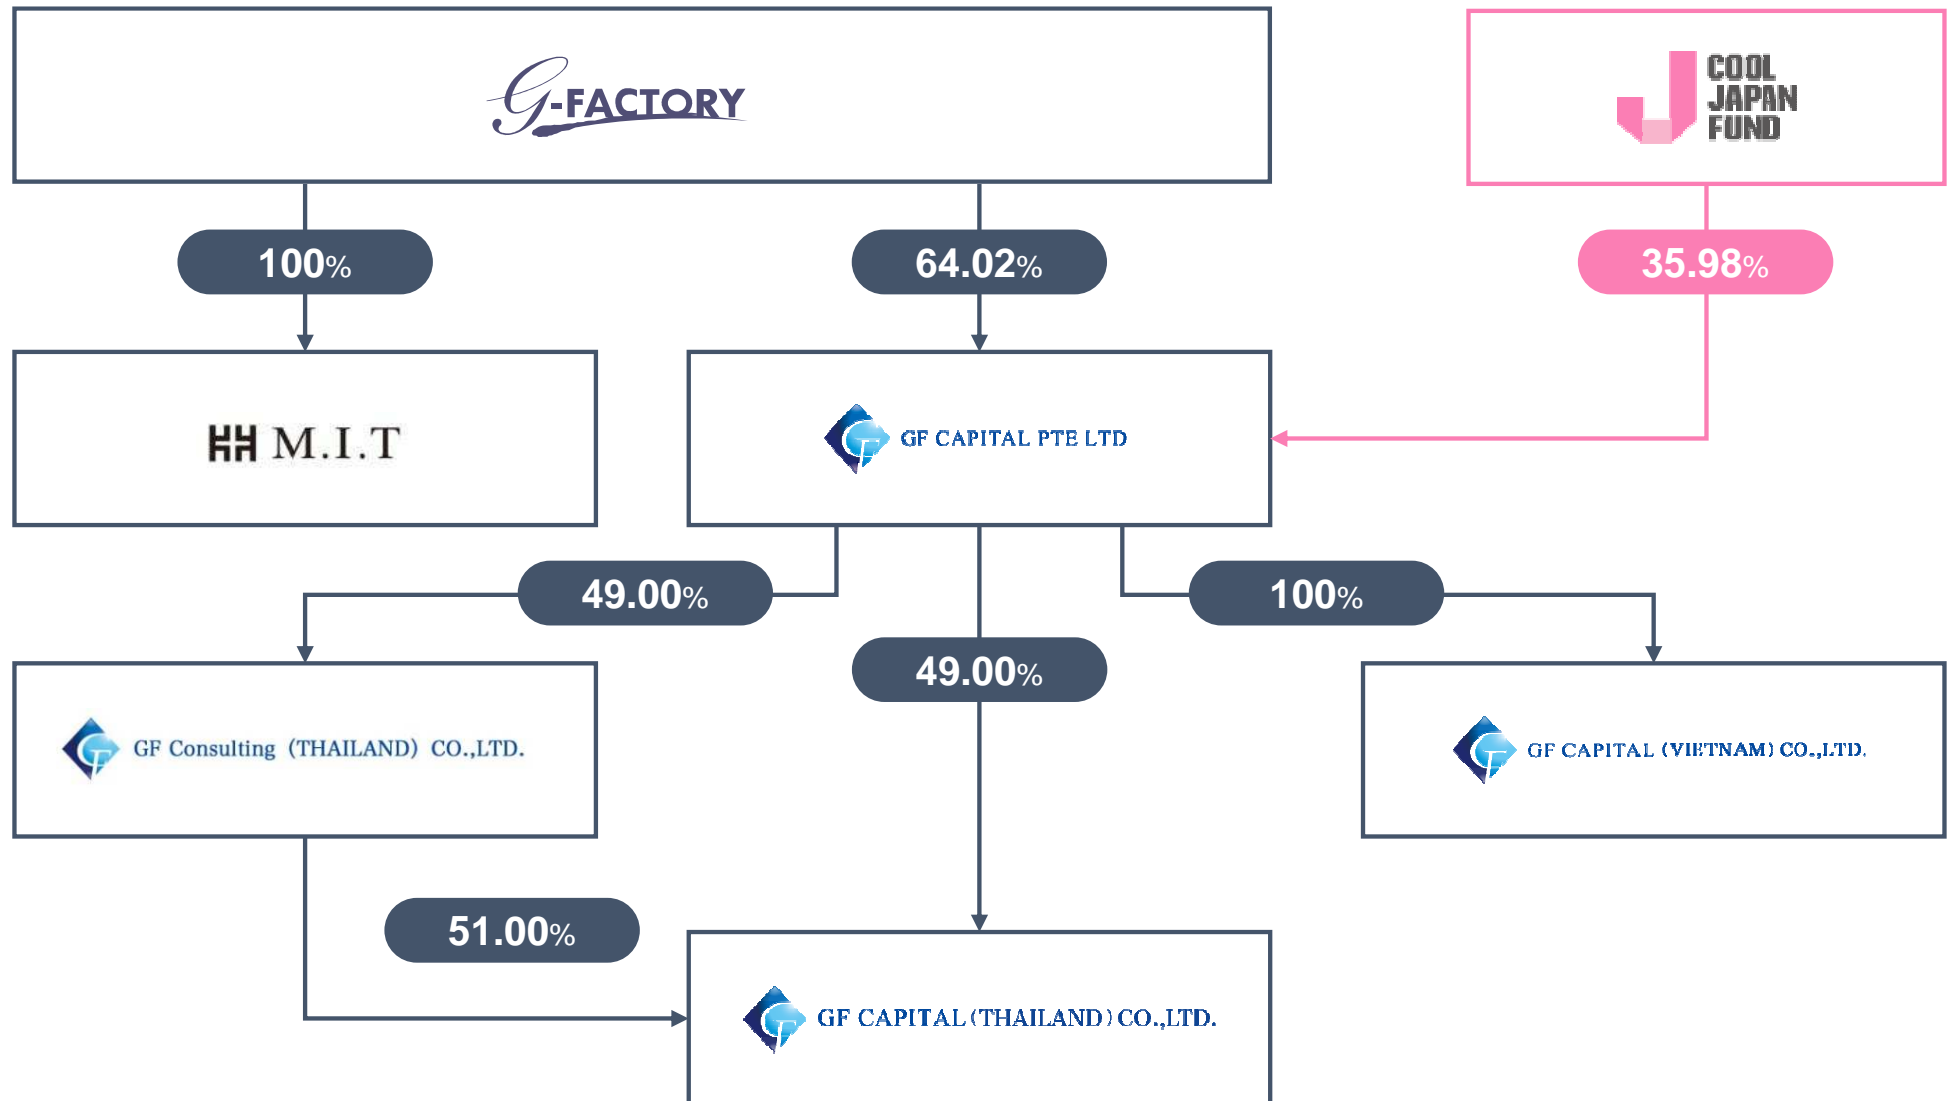 G-FACTORY
COOL
JAPAN
FUND
100%
64.02%
35.98%
M.I.T
GF CAPITAL PTE LTD
49.00%
100%
49.00%
GF Consulting (THAILAND) CO.,LTD.
GF CAPITAL (VIETNAM) CO.,LTD.
51.00%
GF CAPITAL (THAILAND) CO.,LTD.